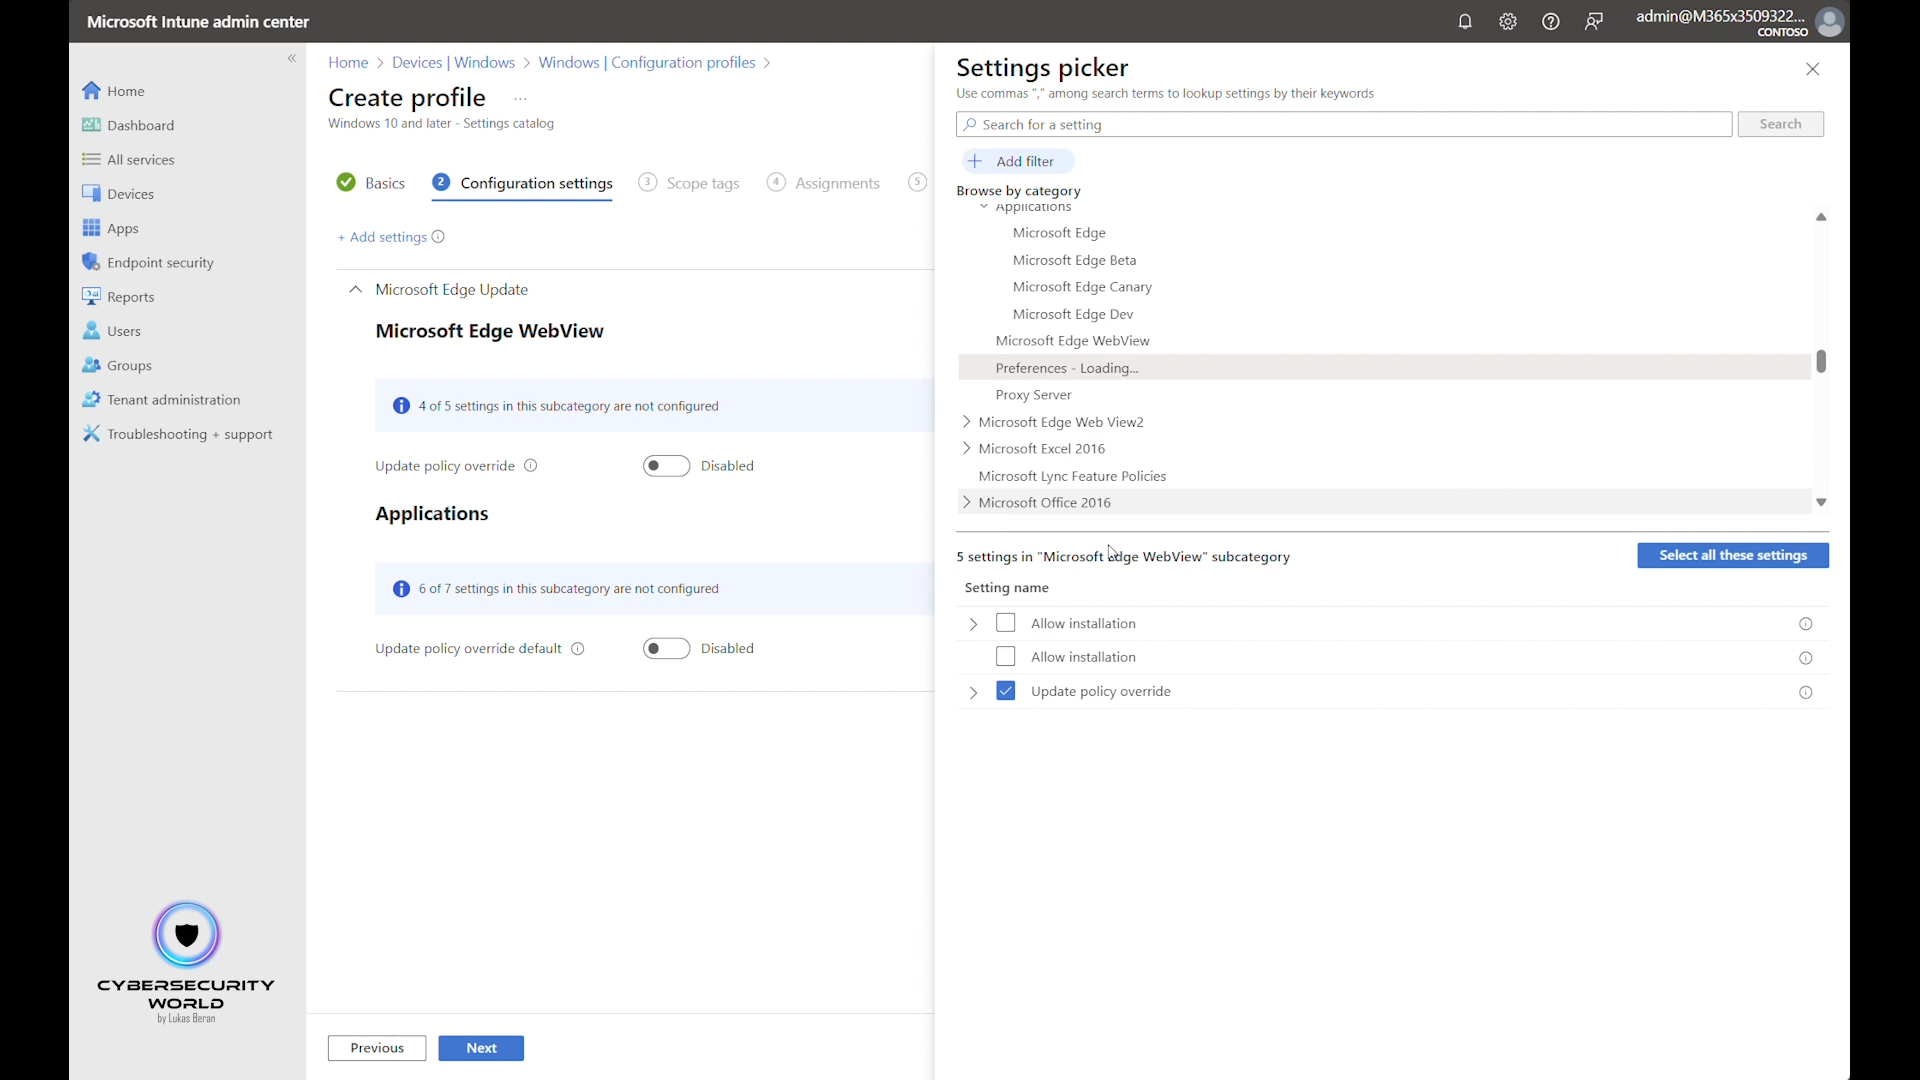 Microsoft Intune admin center
admin@M365x3509322...
CONTOSO
Home
Dashboard
All services
Devices
Apps
Endpoint security
Reports
Users
Groups
Tenant administration
Troubleshooting + support
CYBERSECURITY
WORLD
by Lukas Beran
Home > Devices | Windows > Windows | Configuration profiles >
Create profile ...
Windows 10 and later - Settings catalog
Basics
2 Configuration settings
3 Scope tags
4 Assignments
5
+ Add settings
Microsoft Edge Update
Microsoft Edge WebView
4 of 5 settings in this subcategory are not configured
Update policy override Disabled
Applications
6 of 7 settings in this subcategory are not configured
Update policy override default Disabled
Previous
Next
Settings picker
Use commas "," among search terms to lookup settings by their keywords
Search for a setting
Search
Add filter
Browse by category
Applications
Microsoft Edge
Microsoft Edge Beta
Microsoft Edge Canary
Microsoft Edge Dev
Microsoft Edge WebView
Preferences - Loading...
Proxy Server
Microsoft Edge Web View2
Microsoft Excel 2016
Microsoft Lync Feature Policies
Microsoft Office 2016
5 settings in "Microsoft Edge WebView" subcategory
Select all these settings
Setting name
Allow installation
Allow installation
Update policy override